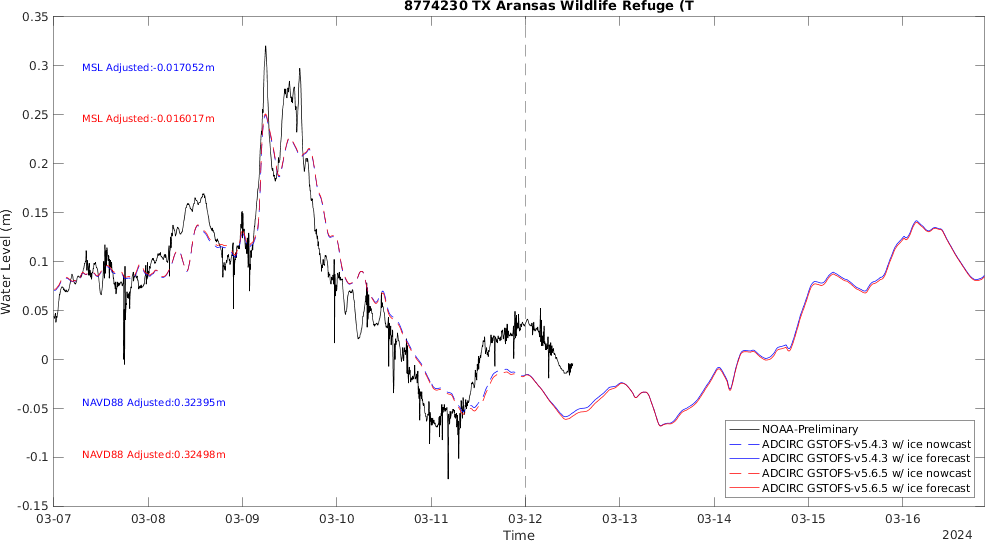 8774230 TX Aransas Wildlife Refuge (T
0.35
0.3
0.25
0.2
0.15
0.1
0.05
0
-0.05
-0.1
-0.15
Water Level (m)
MSL Adjusted:-0.017052m
MSL Adjusted:-0.016017m
NAVD88 Adjusted:0.32395m
NAVD88 Adjusted:0.32498m
NOAA-Preliminary
ADCIRC GSTOFS-v5.4.3 w/ ice nowcast
ADCIRC GSTOFS-v5.4.3 w/ ice forecast
ADCIRC GSTOFS-v5.6.5 w/ ice nowcast
ADCIRC GSTOFS-v5.6.5 w/ ice forecast
03-07 03-08 03-09 03-10 03-11 03-12 03-13 03-14 03-15 03-16
Time
2024